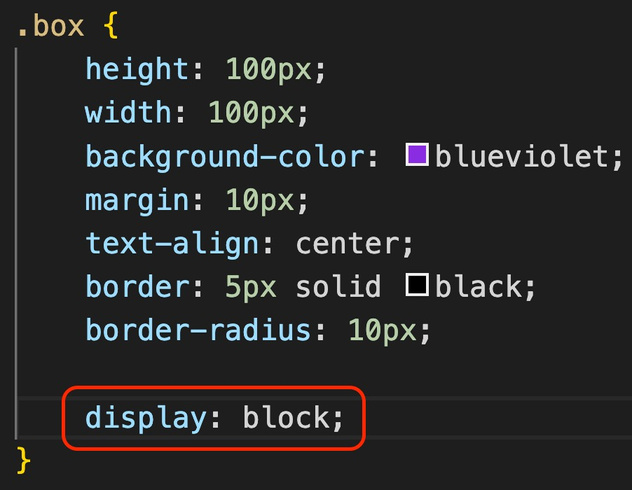 .box {
height: 100px;
width: 100px;
background-color: blueviolet;
margin: 10px;
text-align: center;
border: 5px solid black;
border-radius: 10px;
display: block;
}